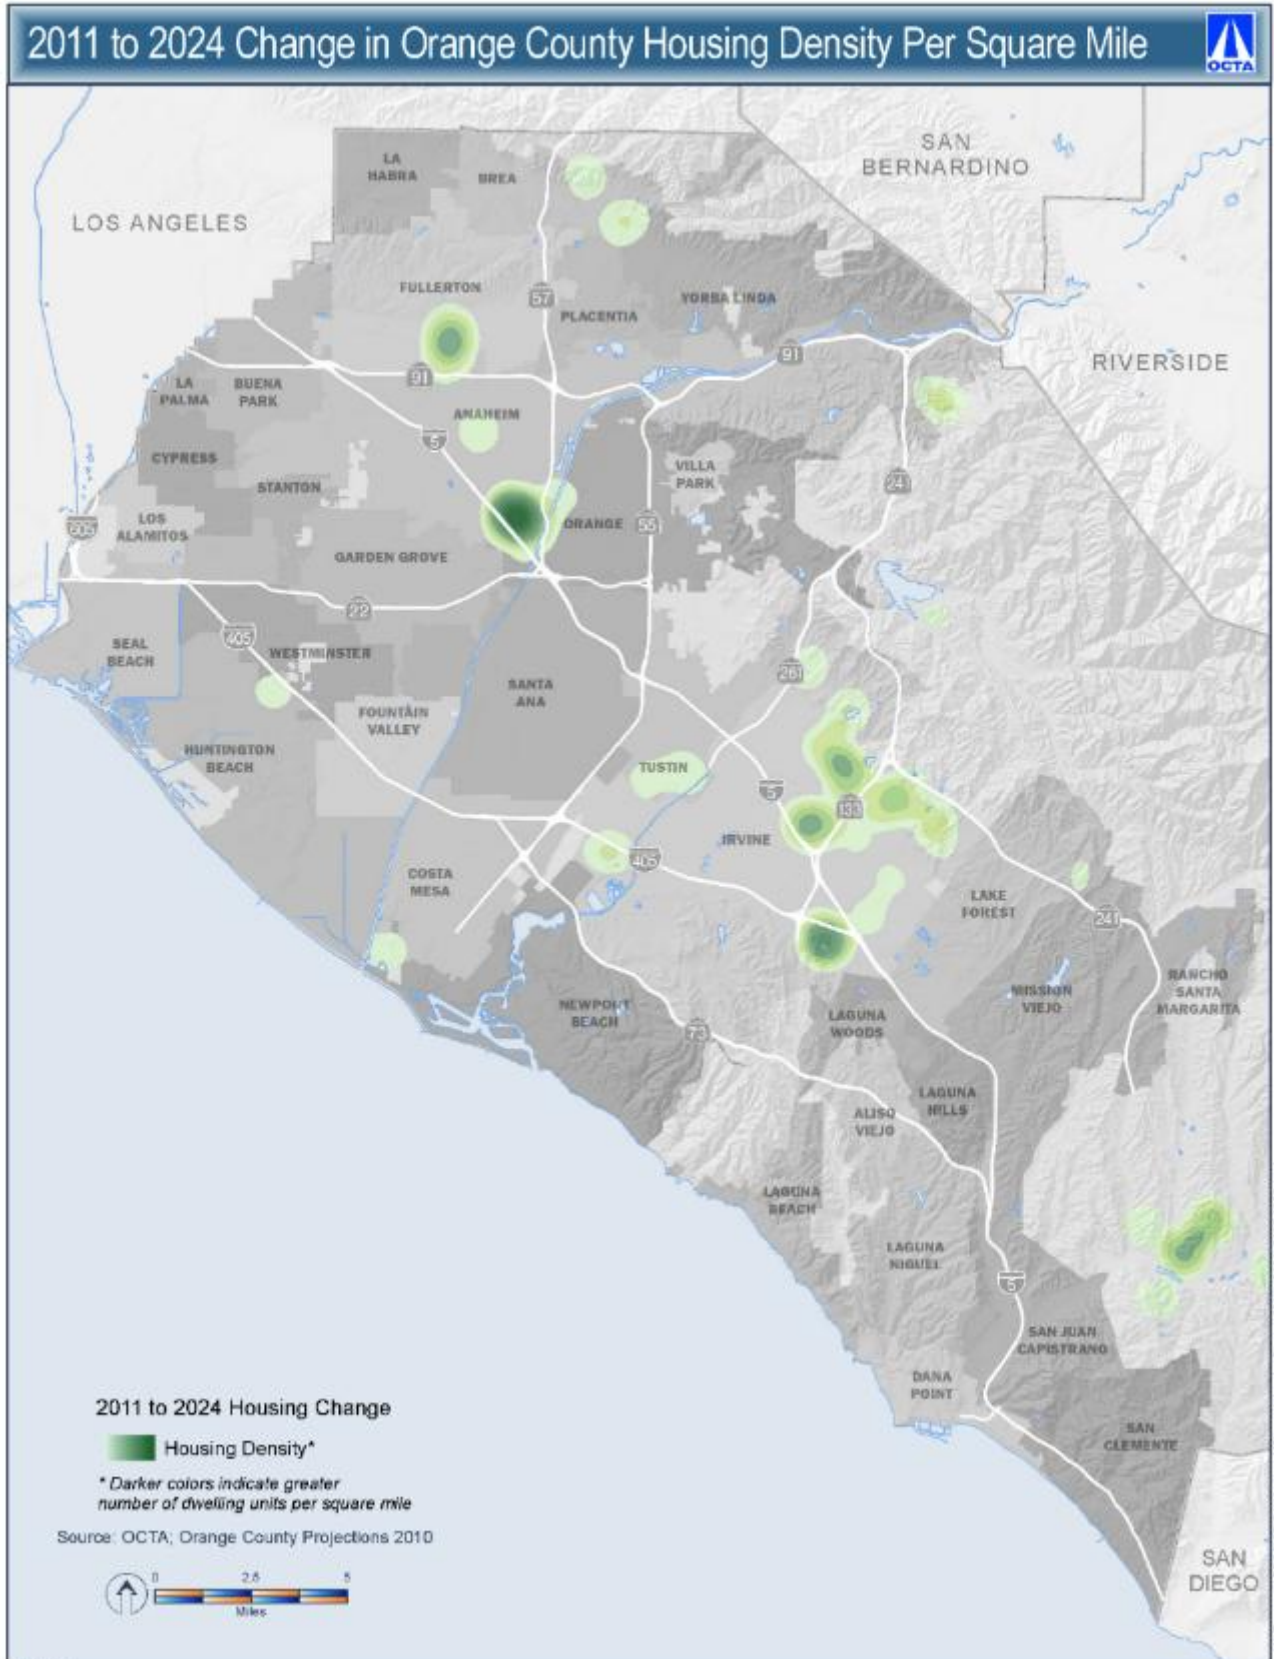 2011 to 2024 Change in Orange County Housing Density Per Square Mile
OCTA
SAN
BERNARDINO
LA
HABRA
BREA
LOS ANGELES
FULLERTON
57
PLACENTIA
YORBA LINDA
91
RIVERSIDE
91
LA
PALMA
BUENA
PARK
ANAHEIM
5
CYPRESS
STANTON
VILLA
PARK
241
LOS
ALAMITOS
605
ORANGE
55
GARDEN GROVE
22
405
SEAL
BEACH
WESTMINSTER
261
SANTA
ANA
FOUNTAIN
VALLEY
HUNTINGTON
BEACH
TUSTIN
5
133
IRVINE
405
COSTA
MESA
LAKE
FOREST
241
RANCHO
SANTA
MARGARITA
MISSION
VIEJO
NEWPORT
BEACH
LAGUNA
WOODS
73
LAGUNA
HILLS
ALISO
VIEJO
LAGUNA
BEACH
LAGUNA
NIGUEL
5
SAN JUAN
CAPISTRANO
DANA
POINT
SAN
CLEMENTE
SAN
DIEGO
2011 to 2024 Housing Change
Housing Density*
* Darker colors indicate greater
number of dwelling units per square mile
Source: OCTA; Orange County Projections 2010
0 2.5 5
Miles